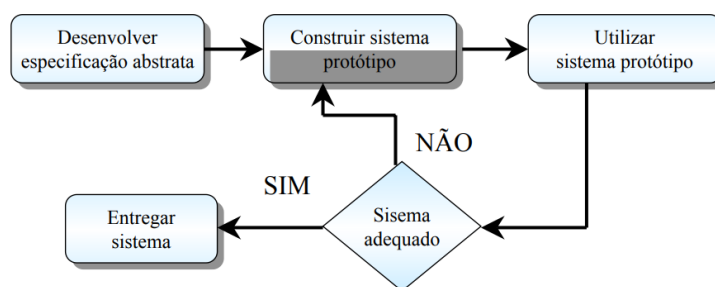 Desenvolver
especificação abstrata
Construir sistema
protótipo
Utilizar
sistema protótipo
NÃO
SIM
Sisema
adequado
Entregar
sistema